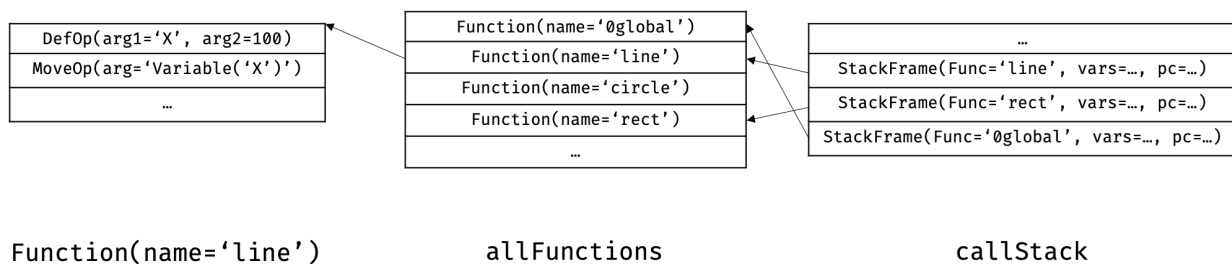 DefOp(arg1=‘X’, arg2=100)
MoveOp(arg=‘Variable(‘X’)’)
…
Function(name=‘line’)
Function(name=‘0global’)
Function(name=‘line’)
Function(name=‘circle’)
Function(name=‘rect’)
…
allFunctions
…
StackFrame(Func=‘line’, vars=…, pc=…)
StackFrame(Func=‘rect’, vars=…, pc=…)
StackFrame(Func=‘0global’, vars=…, pc=…)
callStack